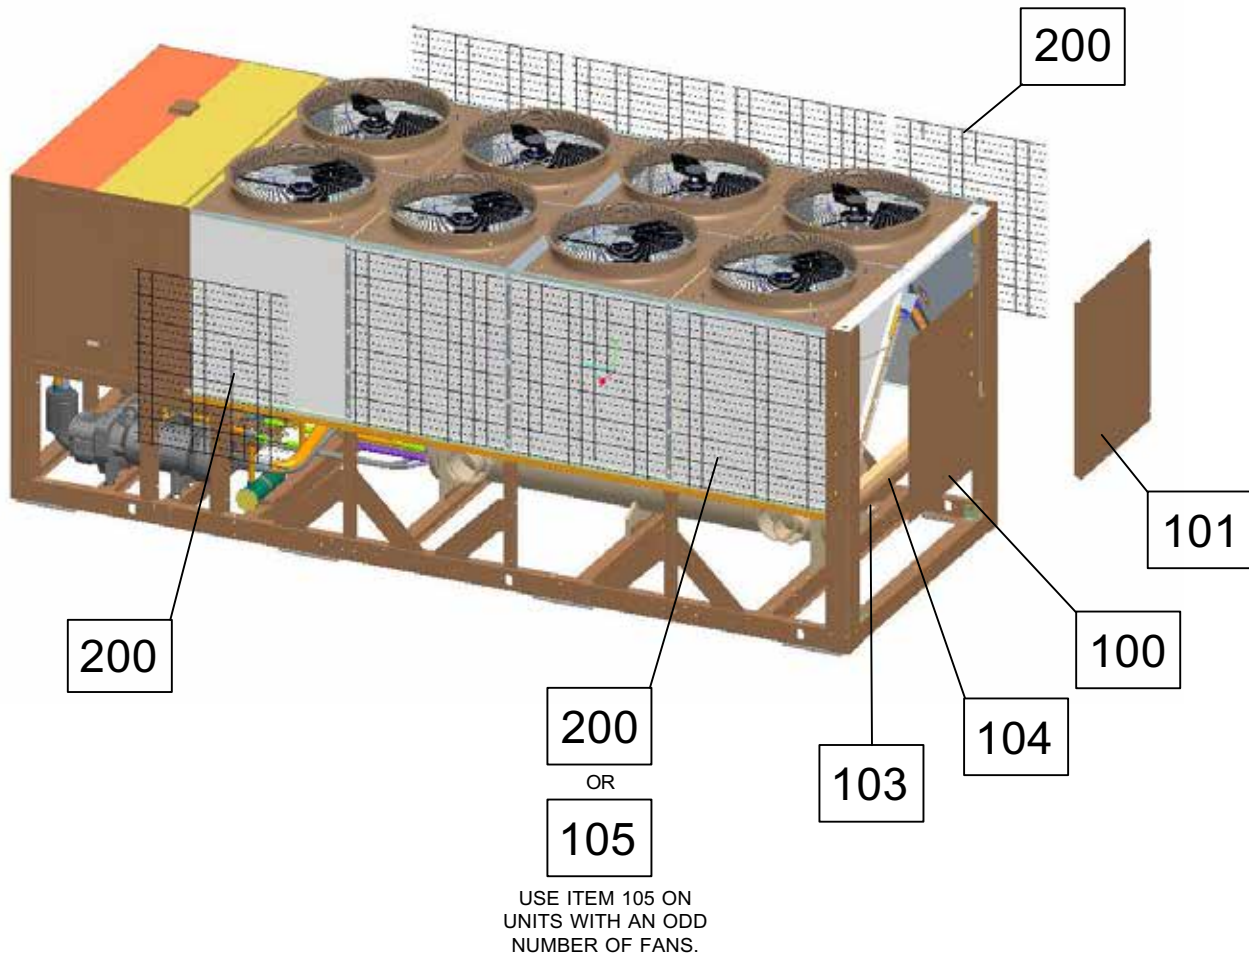 200
101
100
200
200
104
103
OR
105
USE ITEM 105 ON
UNITS WITH AN ODD
NUMBER OF FANS.